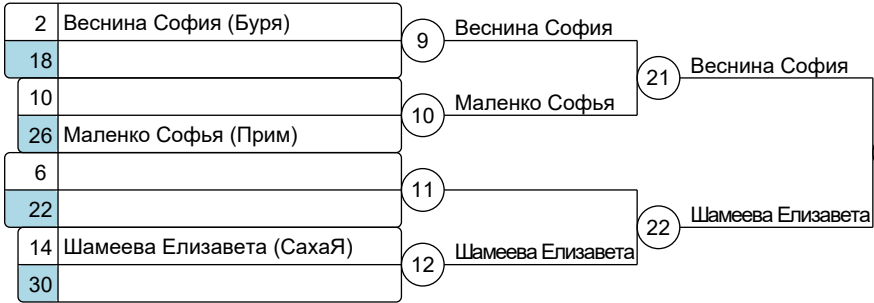 2 Веснина София (Буря)
18
9 Веснина София
10
26 Маленко Софья (Прим)
10 Маленко Софья
21 Веснина София
6
22
11
14 Шамеева Елизавета (СахаЯ)
30
12 Шамеева Елизавета
22 Шамеева Елизавета